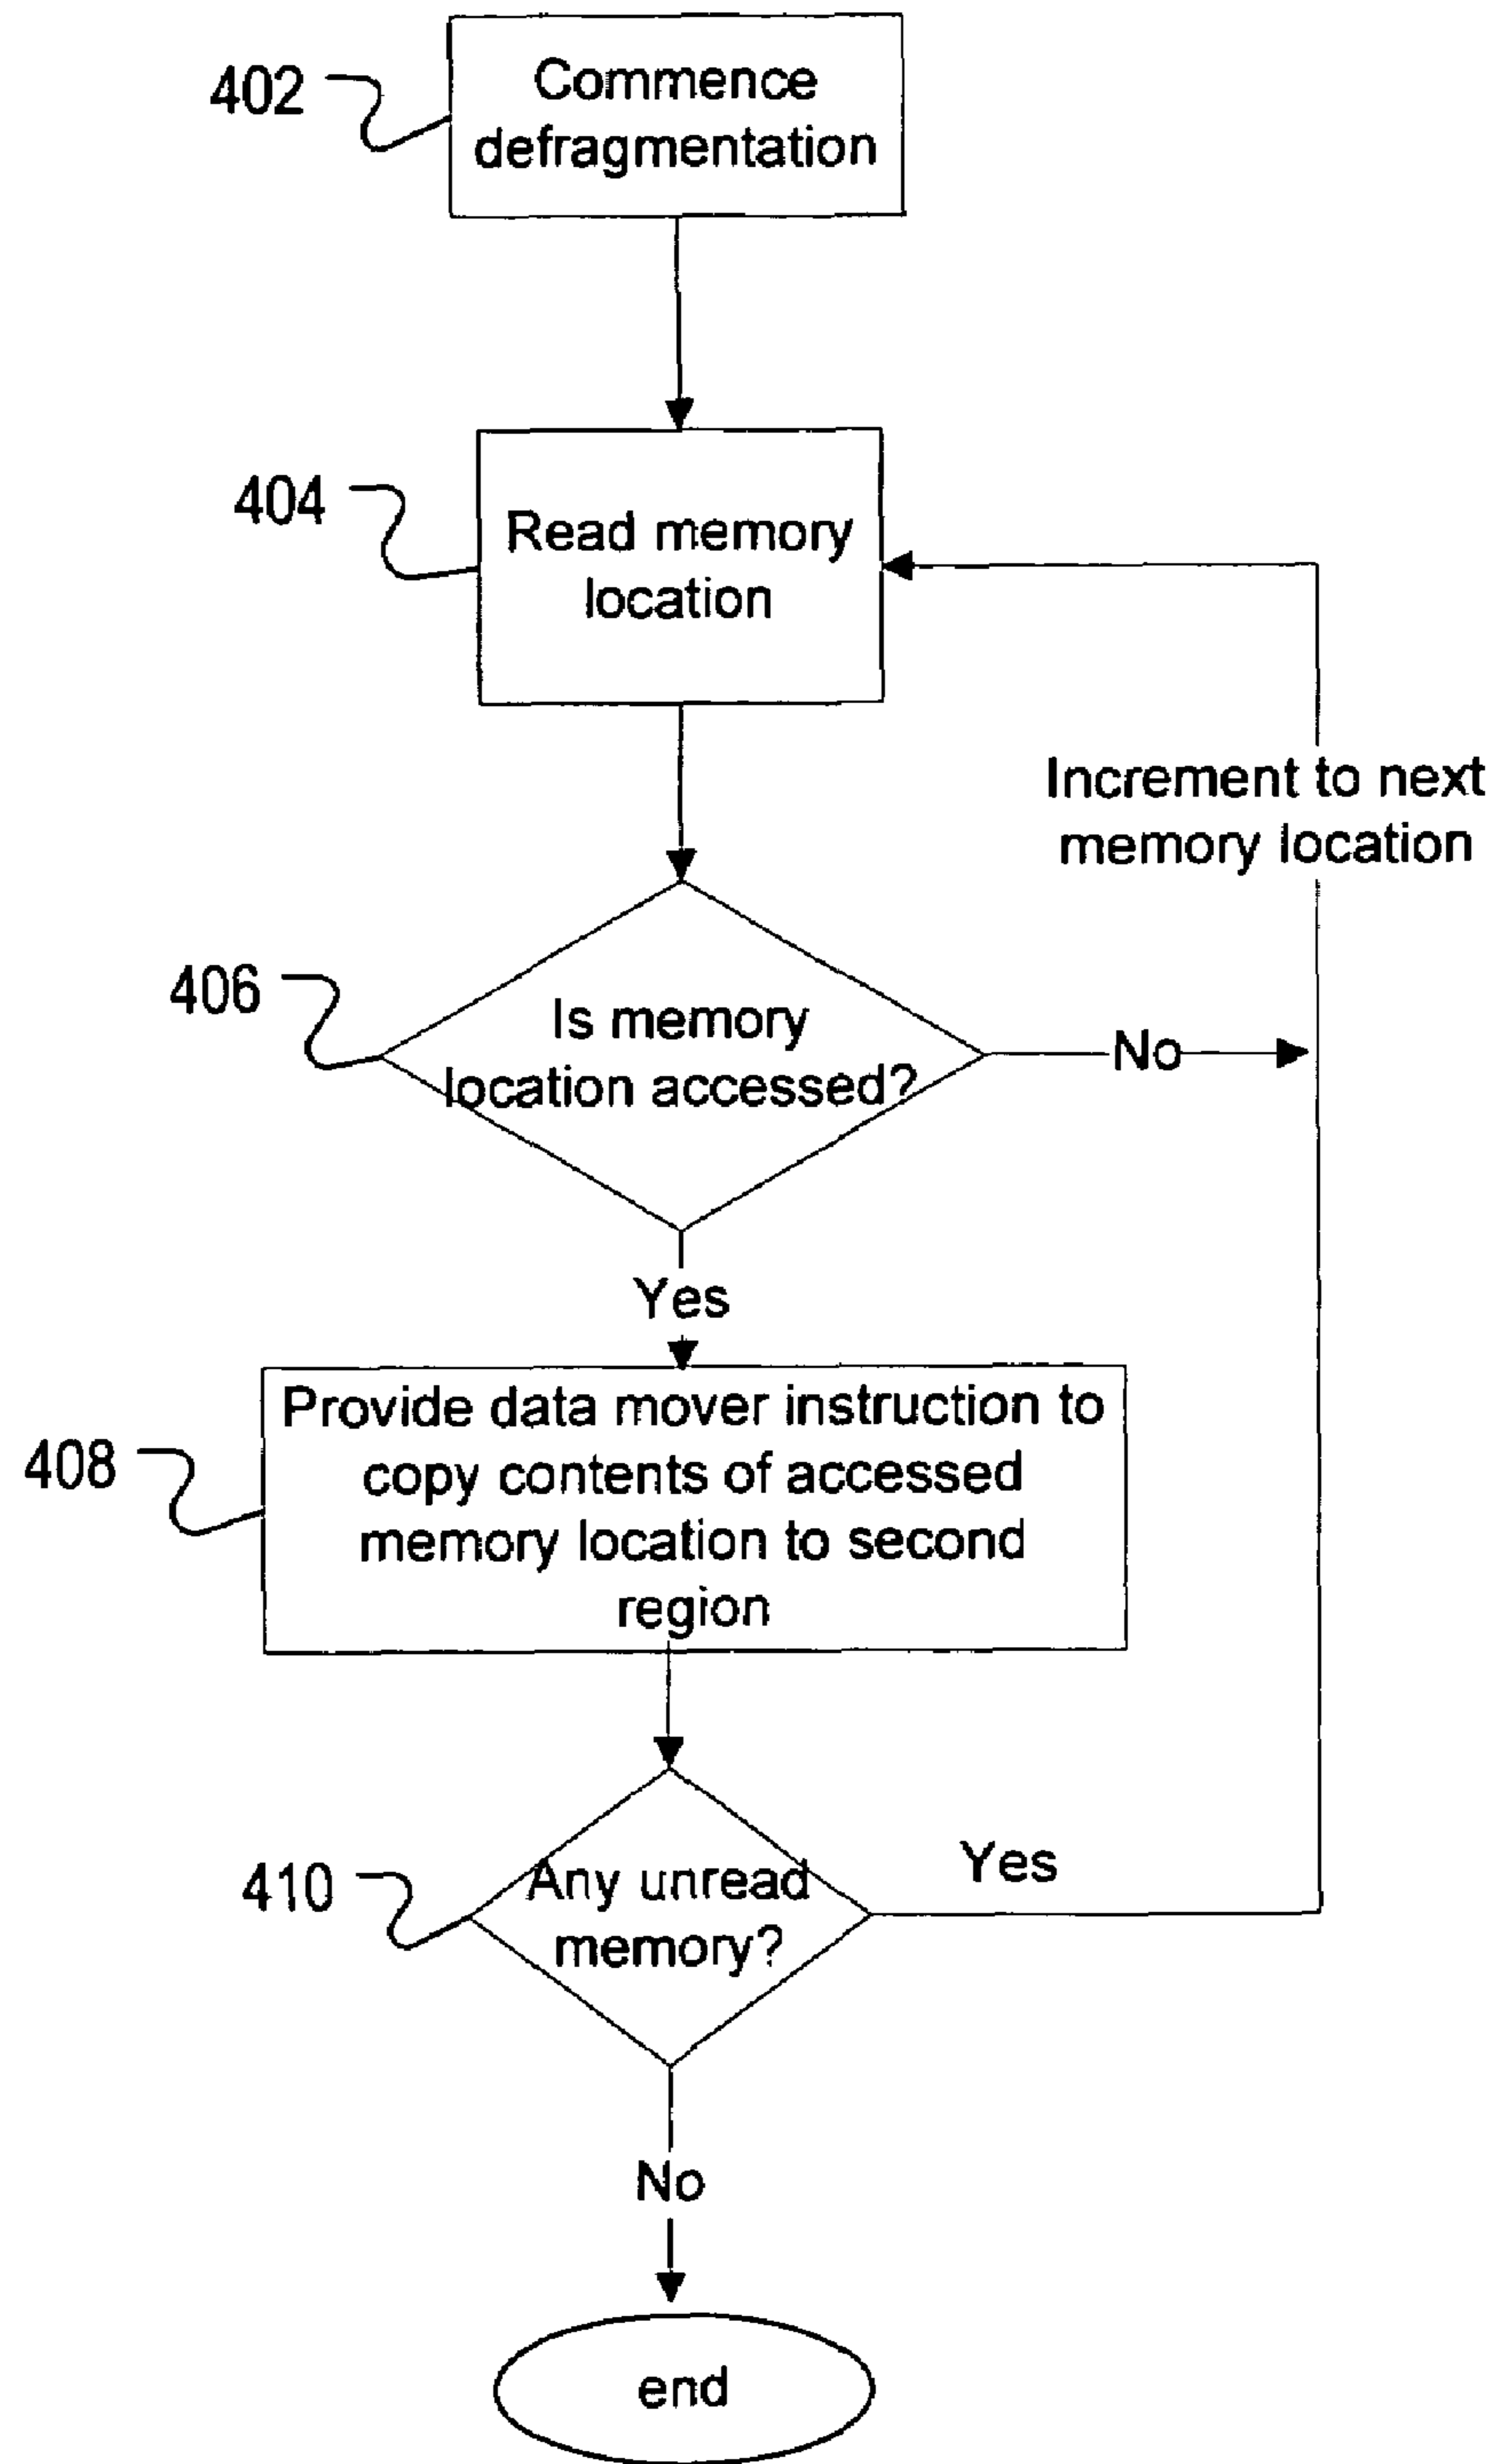 402
Commence
defragmentation
404
Read memory
location
Increment to next
memory location
406
Is memory
location accessed?
No
Yes
408
Provide data mover instruction to
copy contents of accessed
memory location to second
region
410
Any unread
memory?
Yes
No
end